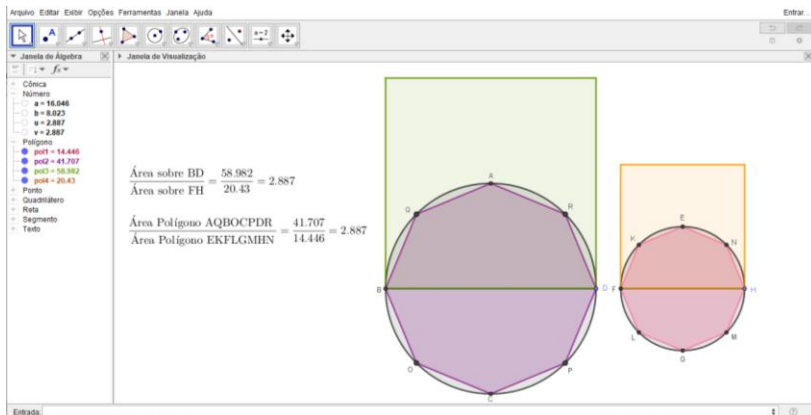 Arquivo Editar Exibir Opções Ferramentas Janela Ajuda
Entrar...
A
a=2
Janela de Álgebra
Janela de Visualização
Cônica
Número
a = 16.046
b = 8.023
u = 2.887
v = 2.887
Polígono
pol1 = 14.446
pol2 = 41.707
pol3 = 58.982
pol4 = 20.43
Ponto
Quadrilátero
Reta
Segmento
Texto
Área sobre BD / Área sobre FH = 58.982 / 20.43 = 2.887
Área Polígono AQBOCPDR / Área Polígono EKFLGMHN = 41.707 / 14.446 = 2.887
A
Q
R
B
D
O
P
C
E
K
N
F
H
L
M
G
Entrada: